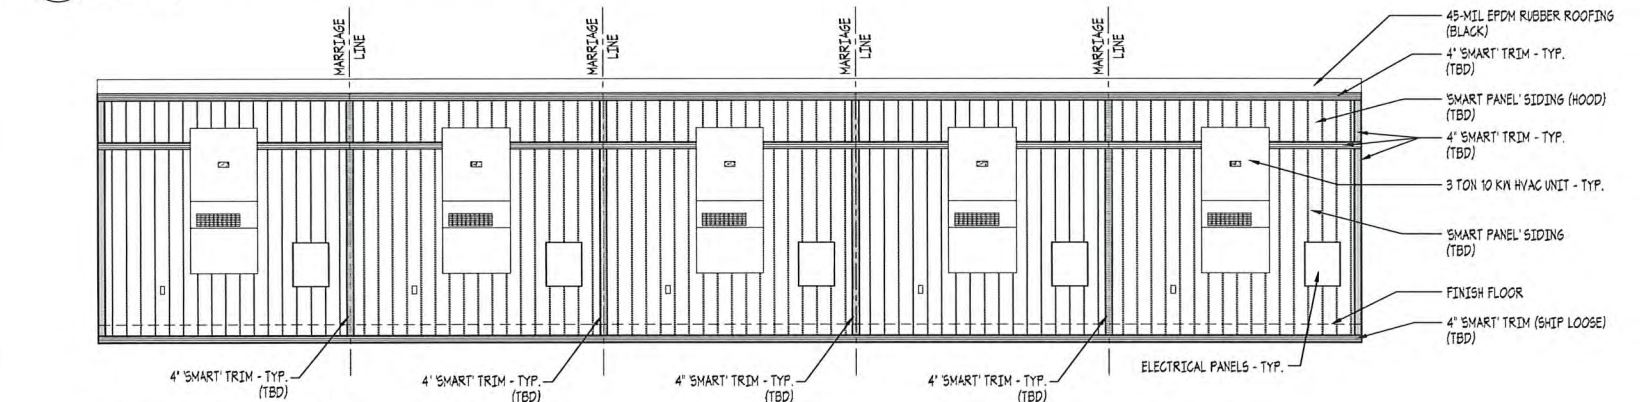 MARRIAGE
LINE
MARRIAGE
LINE
MARRIAGE
LINE
MARRIAGE
LINE
45-MIL EPDM RUBBER ROOFING
(BLACK)
4" 'SMART' TRIM - TYP.
(TBD)
'SMART PANEL' SIDING (HOOD)
(TBD)
4" 'SMART' TRIM - TYP.
(TBD)
3 TON 10 KW HVAC UNIT - TYP.
'SMART PANEL' SIDING
(TBD)
FINISH FLOOR
4" 'SMART' TRIM (SHIP LOOSE)
(TBD)
ELECTRICAL PANELS - TYP.
4" 'SMART' TRIM - TYP.
(TBD)
4' 'SMART' TRIM - TYP.
(TBD)
4" 'SMART' TRIM - TYP.
(TBD)
4" 'SMART' TRIM - TYP.
(TBD)